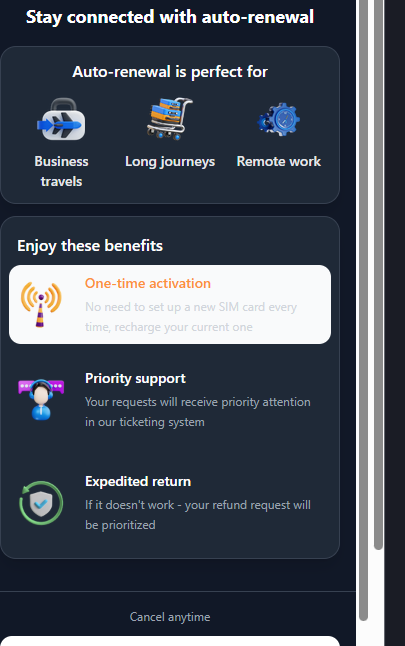 Stay connected with auto-renewal
Auto-renewal is perfect for
Business
travels
Long journeys
Remote work
Enjoy these benefits
One-time activation
No need to set up a new SIM card every
time, recharge your current one
Priority support
Your requests will receive priority attention
in our ticketing system
Expedited return
If it doesn't work - your refund request will
be prioritized
Cancel anytime